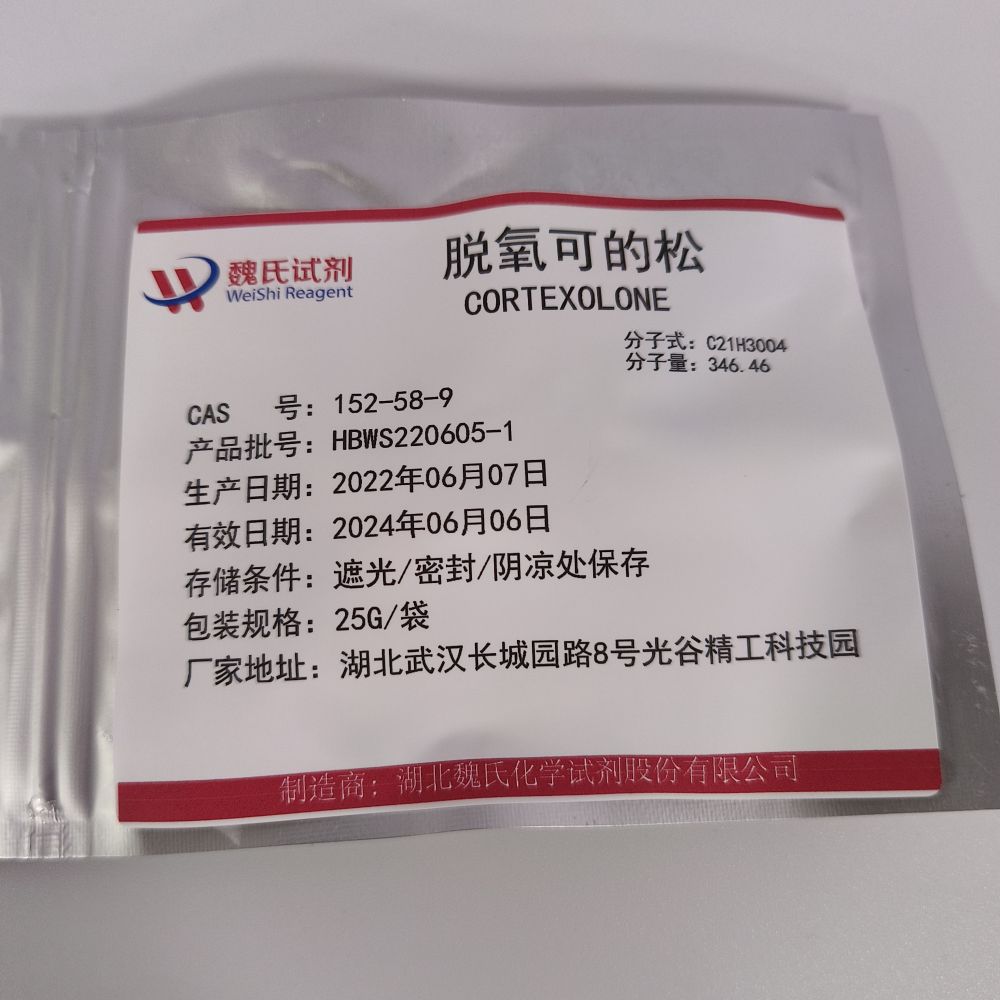 魏氏试剂
WeiShi Reagent
脱氧可的松
CORTEXOLONE
分子式: C21H30O4
分子量: 346.46
CAS 号: 152-58-9
产品批号: HBWS220605-1
生产日期: 2022年06月07日
有效日期: 2024年06月06日
存储条件: 遮光/密封/阴凉处保存
包装规格: 25G/袋
厂家地址: 湖北武汉长城园路8号光谷精工科技园
制造商: 湖北魏氏化学试剂股份有限公司